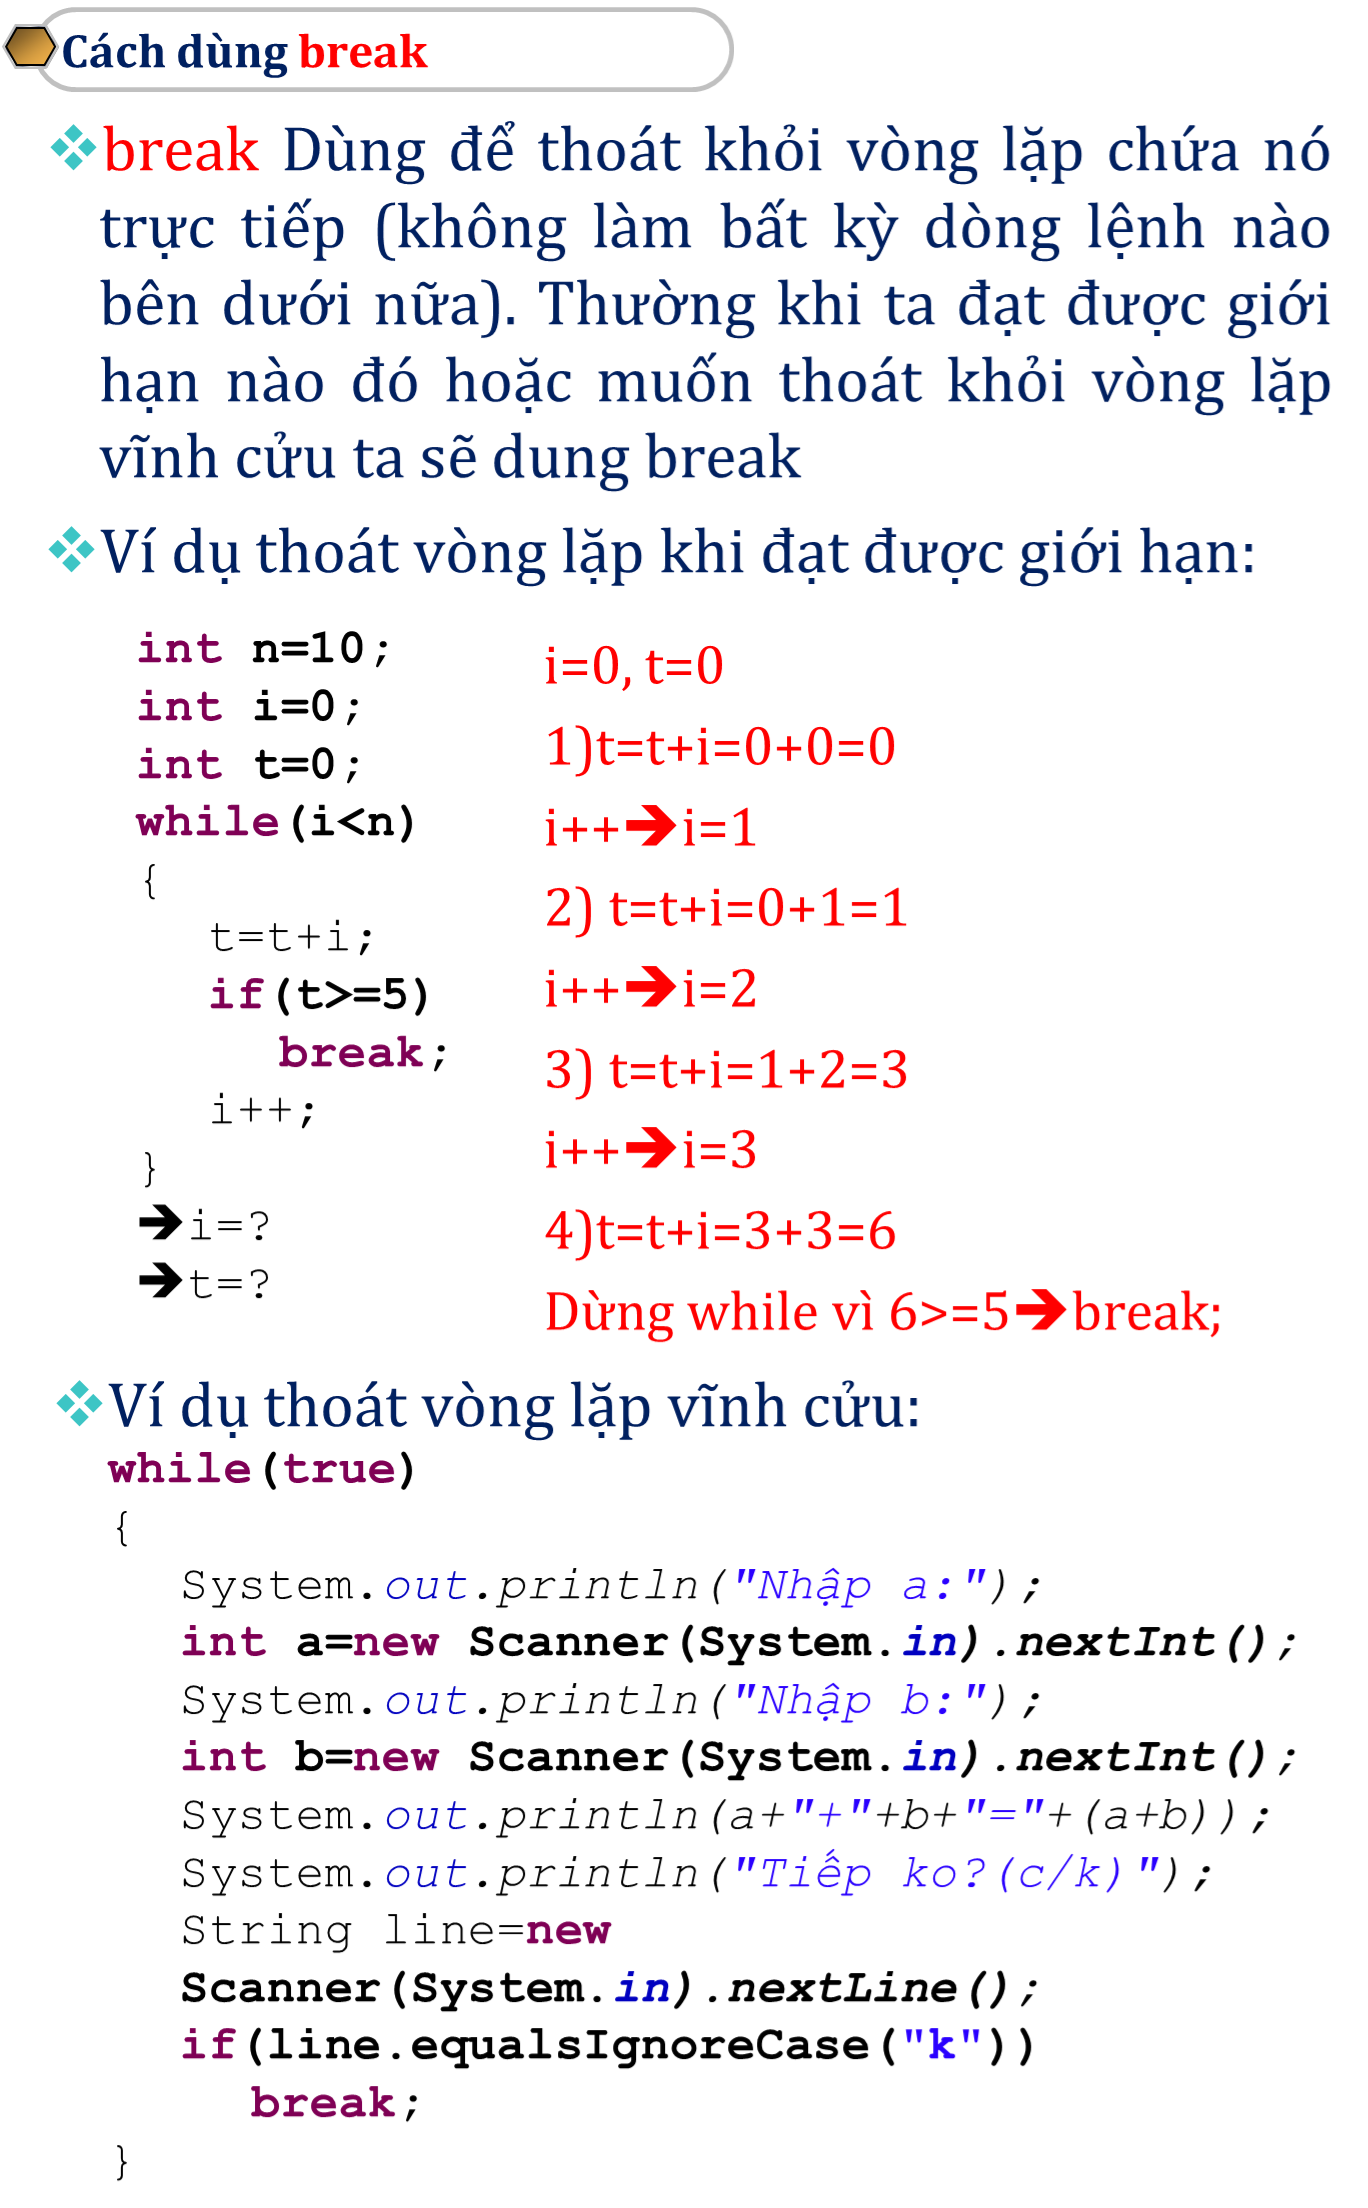 Cách dùng break
❖break Dùng để thoát khỏi vòng lặp chứa nó
trực tiếp (không làm bất kỳ dòng lệnh nào
bên dưới nữa). Thường khi ta đạt được giới
hạn nào đó hoặc muốn thoát khỏi vòng lặp
vĩnh cửu ta sẽ dung break
❖Ví dụ thoát vòng lặp khi đạt được giới hạn:
int n=10;
int i=0;
int t=0;
while(i<n)
{
t=t+i;
if(t>=5)
break;
i++;
}
➔i=?
➔t=?
i=0, t=0
1)t=t+i=0+0=0
i++➔i=1
2) t=t+i=0+1=1
i++➔i=2
3) t=t+i=1+2=3
i++➔i=3
4)t=t+i=3+3=6
Dừng while vì 6>=5➔break;
❖Ví dụ thoát vòng lặp vĩnh cửu:
while(true)
{
System.out.println("Nhập a:");
int a=new Scanner(System.in).nextInt();
System.out.println("Nhập b:");
int b=new Scanner(System.in).nextInt();
System.out.println(a+"+"+b+"="+(a+b));
System.out.println("Tiếp ko?(c/k)");
String line=new
Scanner(System.in).nextLine();
if(line.equalsIgnoreCase("k"))
break;
}